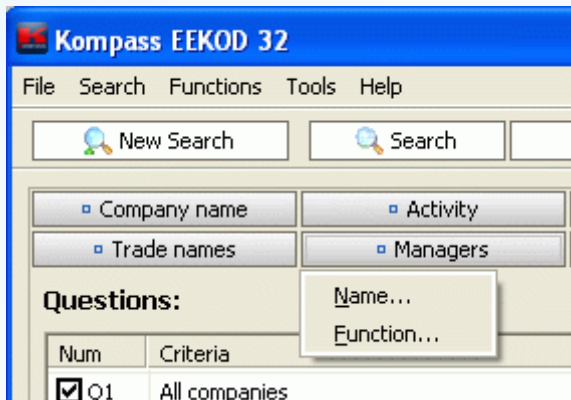 Kompass EEKOD 32
File Search Functions Tools Help
New Search Search
Company name Activity
Trade names Managers
Questions:
Name...
Function...
Num Criteria
01 All companies